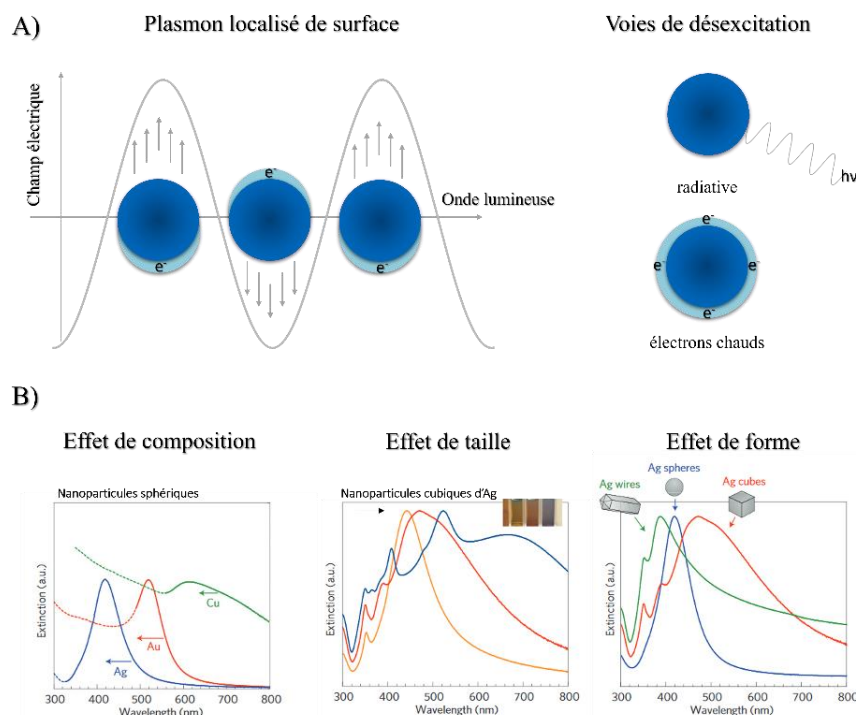 A)
Plasmon localisé de surface
Voies de désexcitation
Champ électrique
e-
e-
e-
Onde lumineuse
hν
radiative
e-
e-
e-
e-
électrons chauds
B)
Effet de composition
Effet de taille
Effet de forme
Nanoparticules sphériques
Nanoparticules cubiques d'Ag
Ag spheres
Ag wires
Ag cubes
Extinction (a.u.)
Cu
Au
Ag
300 400 500 600 700 800
Wavelength (nm)
Extinction (a.u.)
300 400 500 600 700 800
Wavelength (nm)
Extinction (a.u.)
300 400 500 600 700 800
Wavelength (nm)